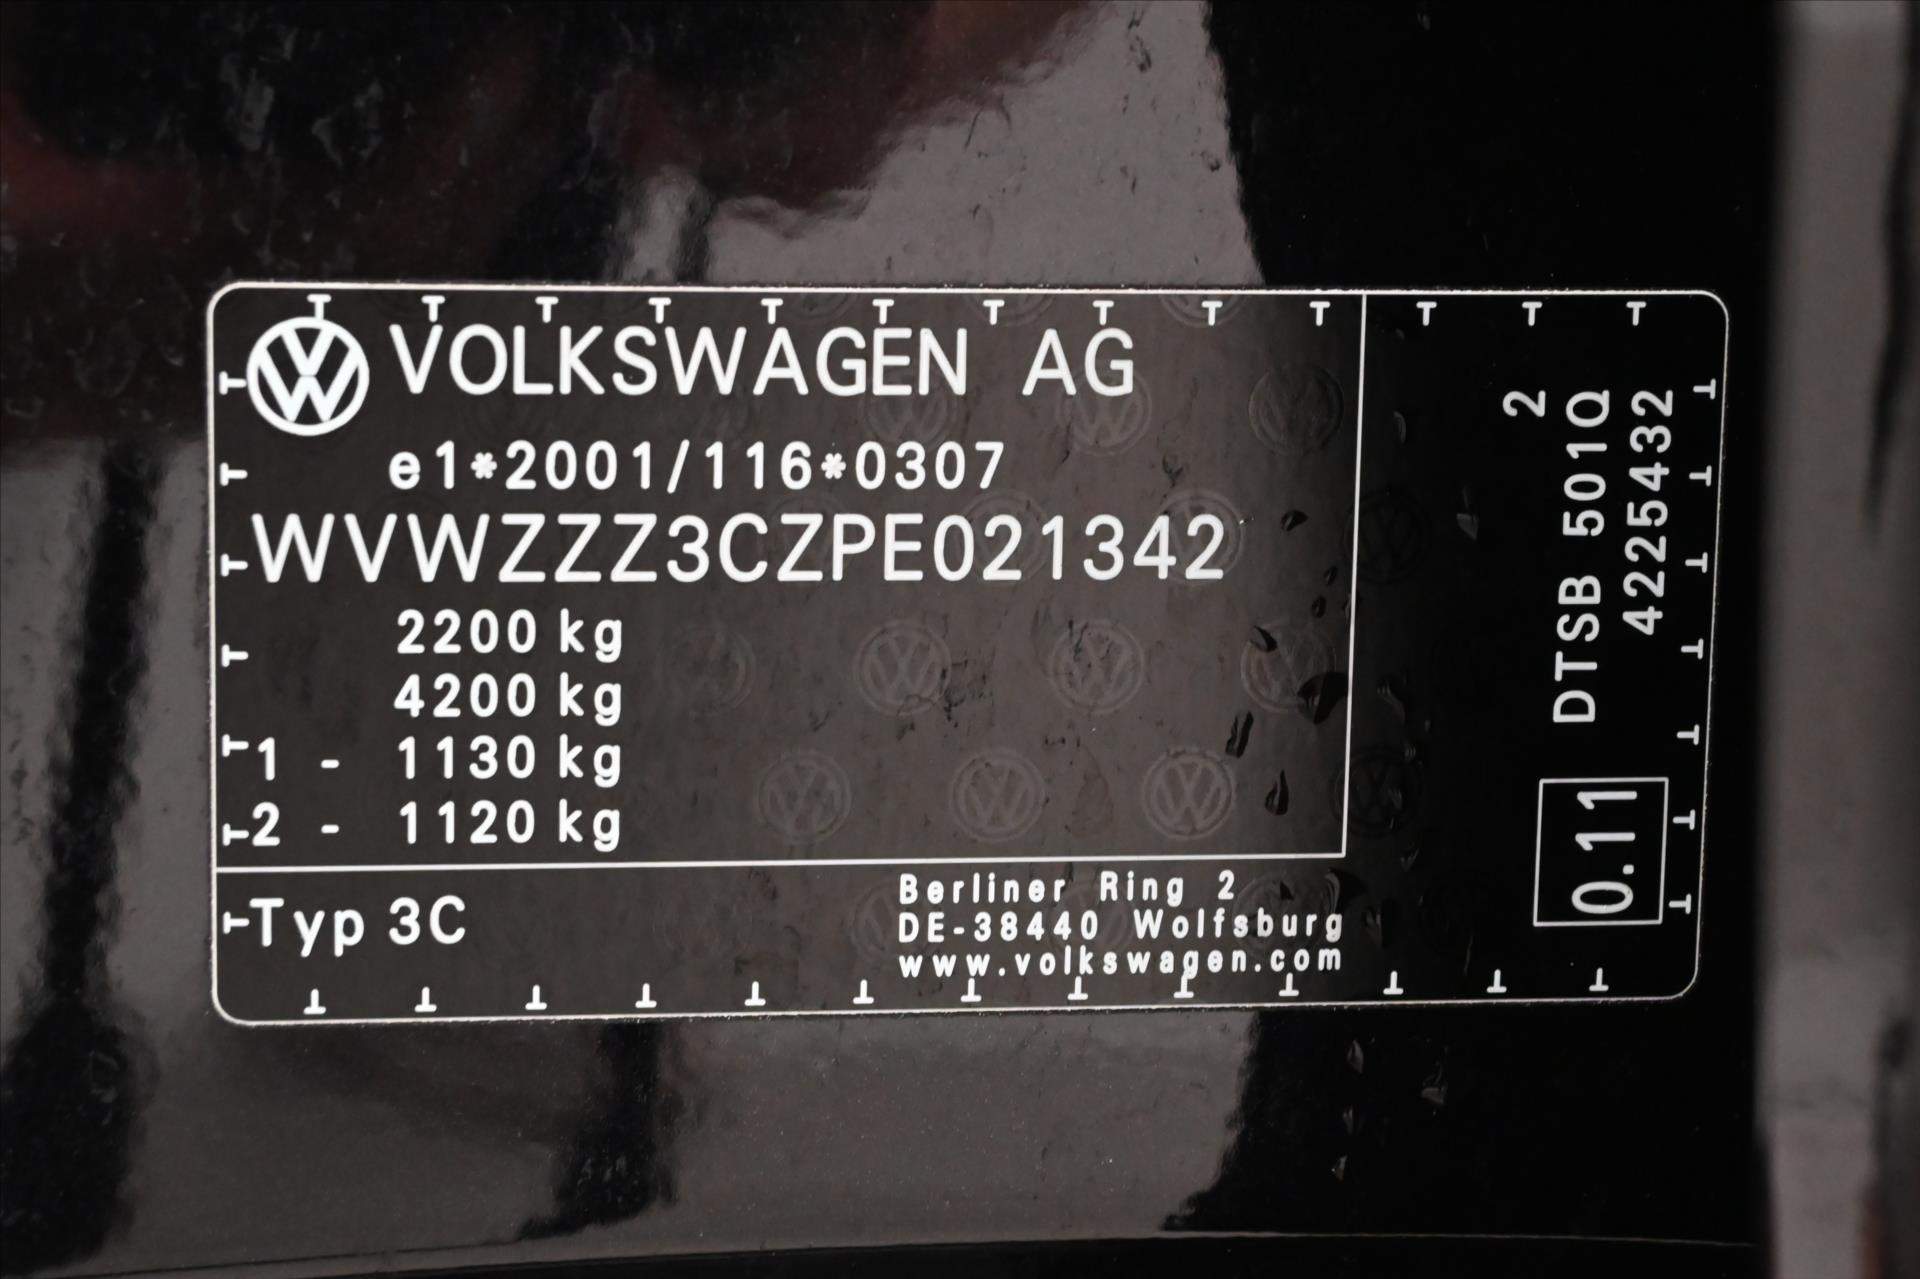 VOLKSWAGEN AG
e1*2001/116*0307
WVWZZZ3CZPE021342
2200 kg
4200 kg
1 - 1130 kg
2 - 1120 kg
Typ 3C
Berliner Ring 2
DE-38440 Wolfsburg
www.volkswagen.com
2
DTSB 501Q
4225432
0.11